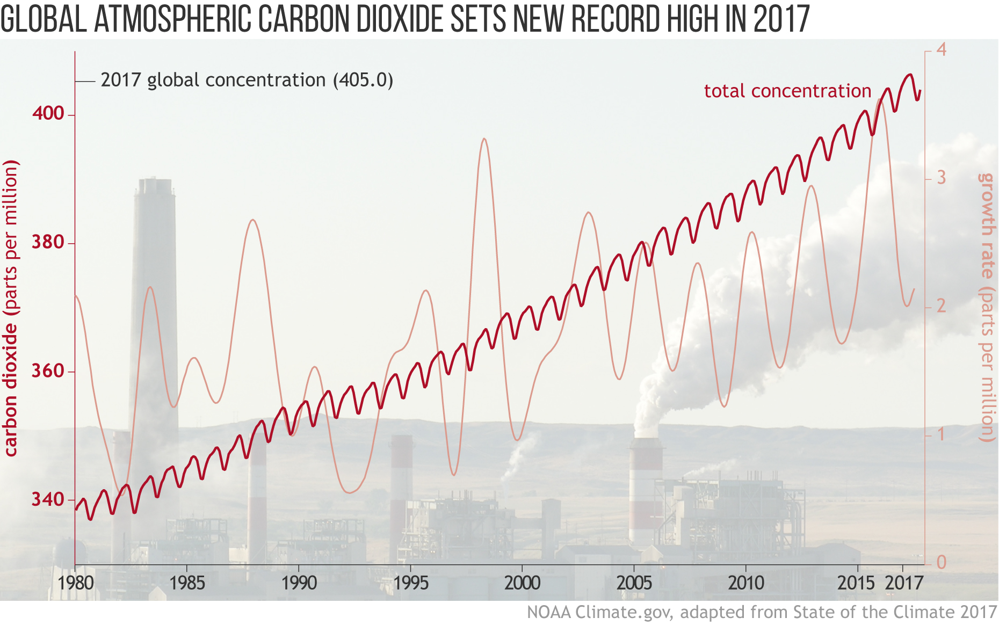 GLOBAL ATMOSPHERIC CARBON DIOXIDE SETS NEW RECORD HIGH IN 2017
2017 global concentration (405.0)
total concentration
400
380
360
340
carbon dioxide (parts per million)
4
3
2
1
0
growth rate (parts per million)
1980 1985 1990 1995 2000 2005 2010 2015 2017
NOAA Climate.gov, adapted from State of the Climate 2017